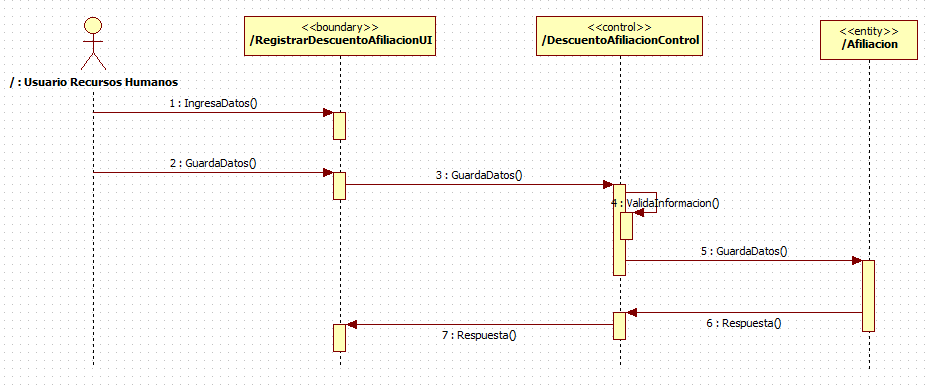 <<boundary>>
/RegistrarDescuentoAfiliacionUI
<<control>>
/DescuentoAfiliacionControl
<<entity>>
/Afiliacion
/ : Usuario Recursos Humanos
1 : IngresaDatos()
2 : GuardaDatos()
3 : GuardaDatos()
4 : ValidaInformacion()
5 : GuardaDatos()
6 : Respuesta()
7 : Respuesta()